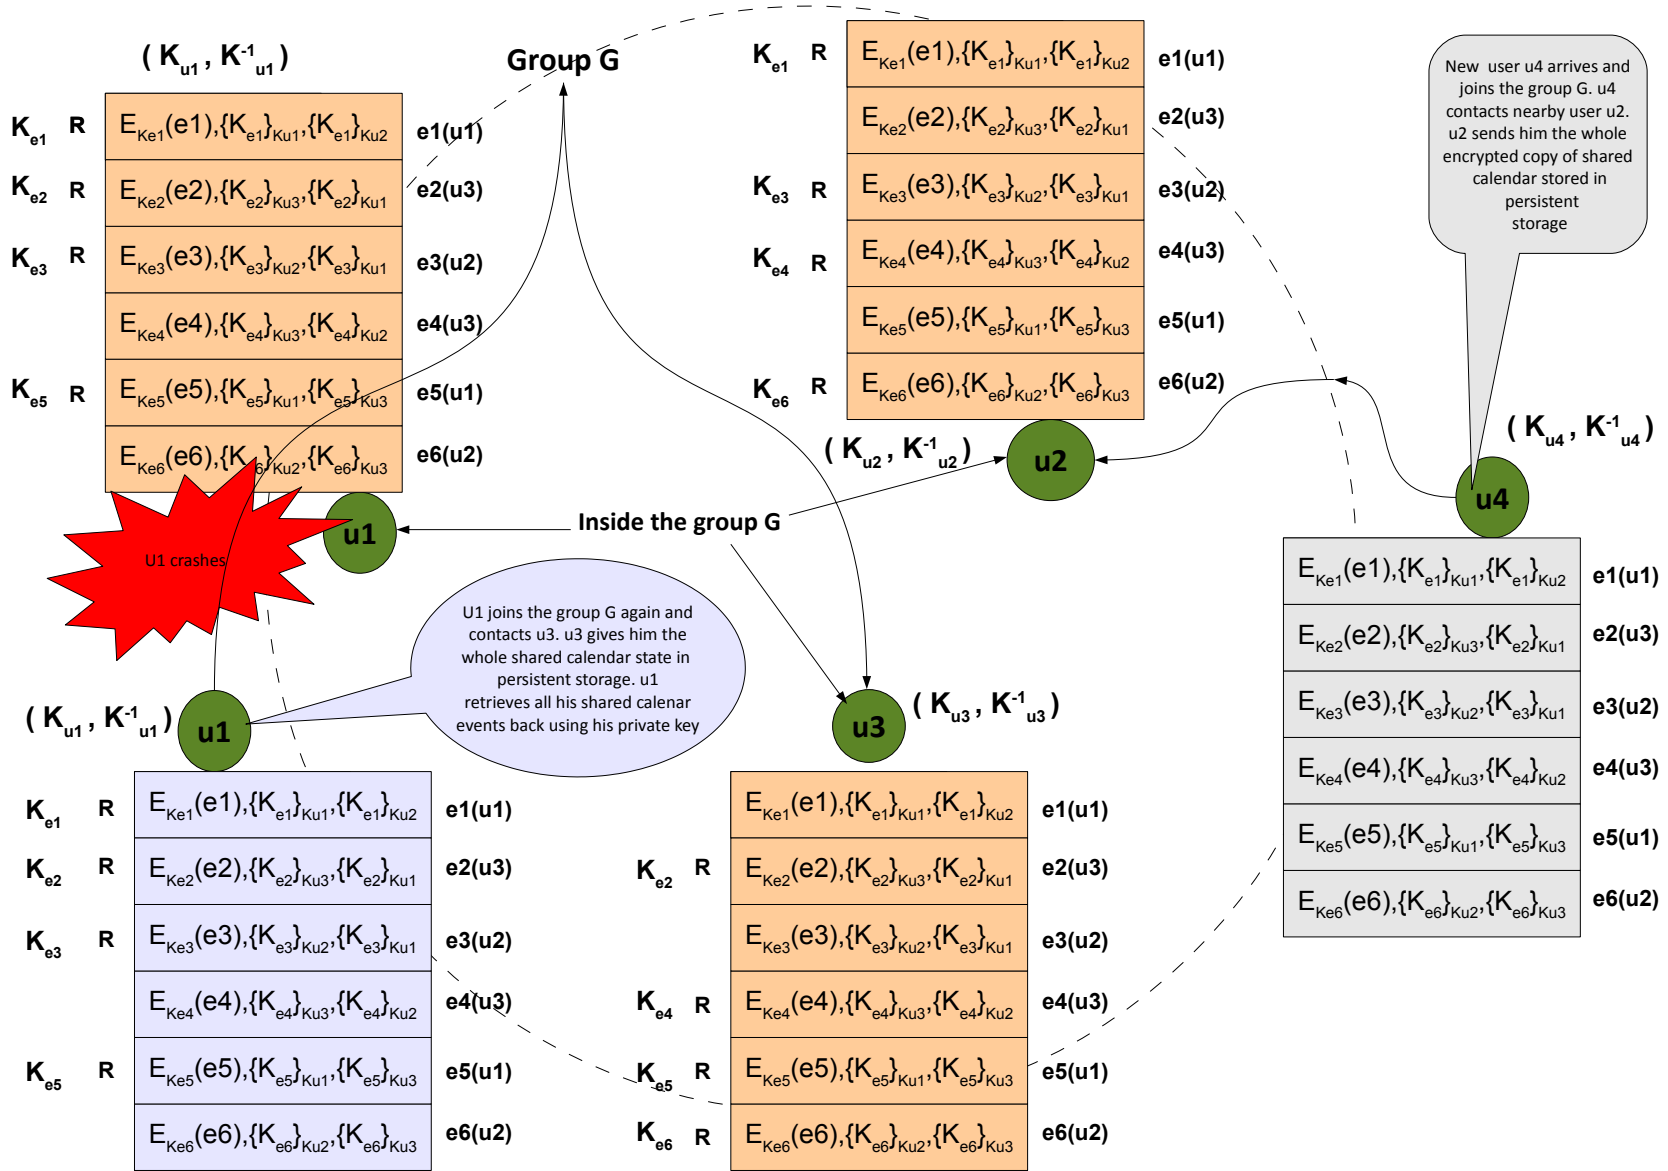 ( Ku1 , K-1u1 )
Ke1 R EKe1(e1),{Ke1}Ku1,{Ke1}Ku2 e1(u1)
Ke2 R EKe2(e2),{Ke2}Ku3,{Ke2}Ku1 e2(u3)
Ke3 R EKe3(e3),{Ke3}Ku2,{Ke3}Ku1 e3(u2)
EKe4(e4),{Ke4}Ku3,{Ke4}Ku2 e4(u3)
Ke5 R EKe5(e5),{Ke5}Ku1,{Ke5}Ku3 e5(u1)
EKe6(e6),{Ke6}Ku2,{Ke6}Ku3 e6(u2)
u1
U1 crashes
Group G
Inside the group G
Ke1 R EKe1(e1),{Ke1}Ku1,{Ke1}Ku2 e1(u1)
EKe2(e2),{Ke2}Ku3,{Ke2}Ku1 e2(u3)
Ke3 R EKe3(e3),{Ke3}Ku2,{Ke3}Ku1 e3(u2)
Ke4 R EKe4(e4),{Ke4}Ku3,{Ke4}Ku2 e4(u3)
EKe5(e5),{Ke5}Ku1,{Ke5}Ku3 e5(u1)
Ke6 R EKe6(e6),{Ke6}Ku2,{Ke6}Ku3 e6(u2)
( Ku2 , K-1u2 )
u2
New user u4 arrives and
joins the group G. u4
contacts nearby user u2.
u2 sends him the whole
encrypted copy of shared
calendar stored in
persistent
storage
( Ku4 , K-1u4 )
u4
EKe1(e1),{Ke1}Ku1,{Ke1}Ku2 e1(u1)
EKe2(e2),{Ke2}Ku3,{Ke2}Ku1 e2(u3)
EKe3(e3),{Ke3}Ku2,{Ke3}Ku1 e3(u2)
EKe4(e4),{Ke4}Ku3,{Ke4}Ku2 e4(u3)
EKe5(e5),{Ke5}Ku1,{Ke5}Ku3 e5(u1)
EKe6(e6),{Ke6}Ku2,{Ke6}Ku3 e6(u2)
U1 joins the group G again and
contacts u3. u3 gives him the
whole shared calendar state in
persistent storage. u1
retrieves all his shared calenar
events back using his private key
( Ku1 , K-1u1 )
u1
Ke1 R EKe1(e1),{Ke1}Ku1,{Ke1}Ku2 e1(u1)
Ke2 R EKe2(e2),{Ke2}Ku3,{Ke2}Ku1 e2(u3)
Ke3 R EKe3(e3),{Ke3}Ku2,{Ke3}Ku1 e3(u2)
EKe4(e4),{Ke4}Ku3,{Ke4}Ku2 e4(u3)
Ke5 R EKe5(e5),{Ke5}Ku1,{Ke5}Ku3 e5(u1)
EKe6(e6),{Ke6}Ku2,{Ke6}Ku3 e6(u2)
u3
( Ku3 , K-1u3 )
EKe1(e1),{Ke1}Ku1,{Ke1}Ku2 e1(u1)
Ke2 R EKe2(e2),{Ke2}Ku3,{Ke2}Ku1 e2(u3)
EKe3(e3),{Ke3}Ku2,{Ke3}Ku1 e3(u2)
Ke4 R EKe4(e4),{Ke4}Ku3,{Ke4}Ku2 e4(u3)
Ke5 R EKe5(e5),{Ke5}Ku1,{Ke5}Ku3 e5(u1)
Ke6 R EKe6(e6),{Ke6}Ku2,{Ke6}Ku3 e6(u2)